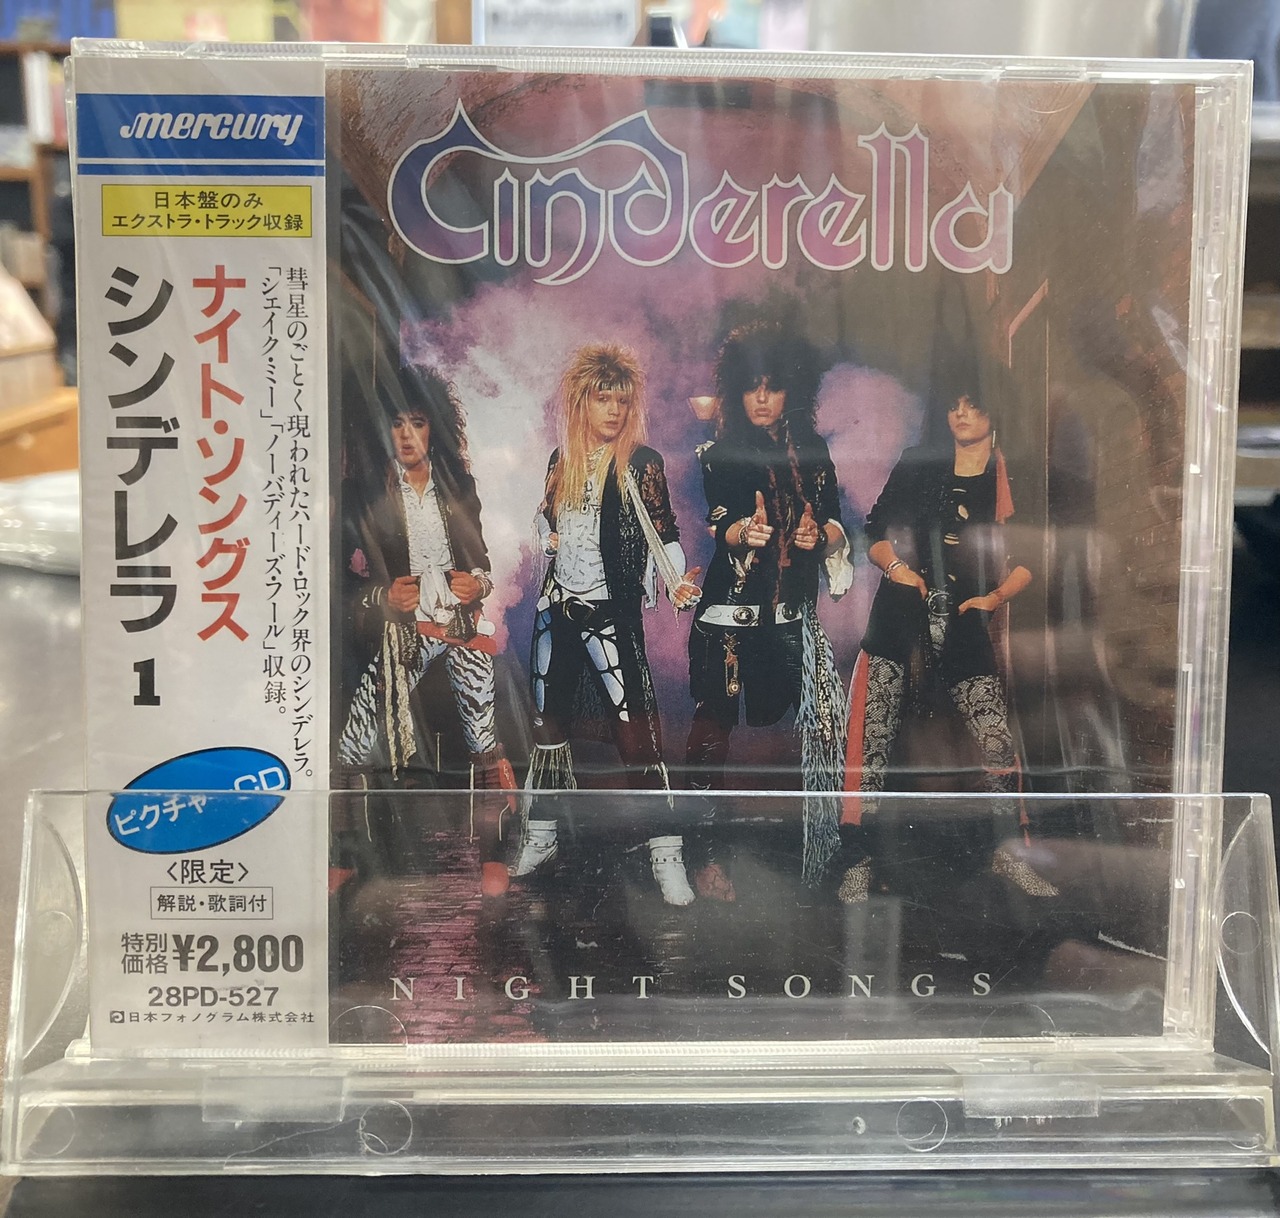 mercury
日本盤のみ
エクストラ・トラック収録
彗星のごとく現われたハード・ロック界のシンデレラ。
「シェイク・ミー」「ノーバディーズ・フール」収録。
ナイト・ソングス
シンデレラ 1
ピクチャーCD
〈限定〉
解説・歌詞付
特別価格 ¥2,800
28PD-527
日本フォノグラム株式会社
Cinderella
NIGHT SONGS